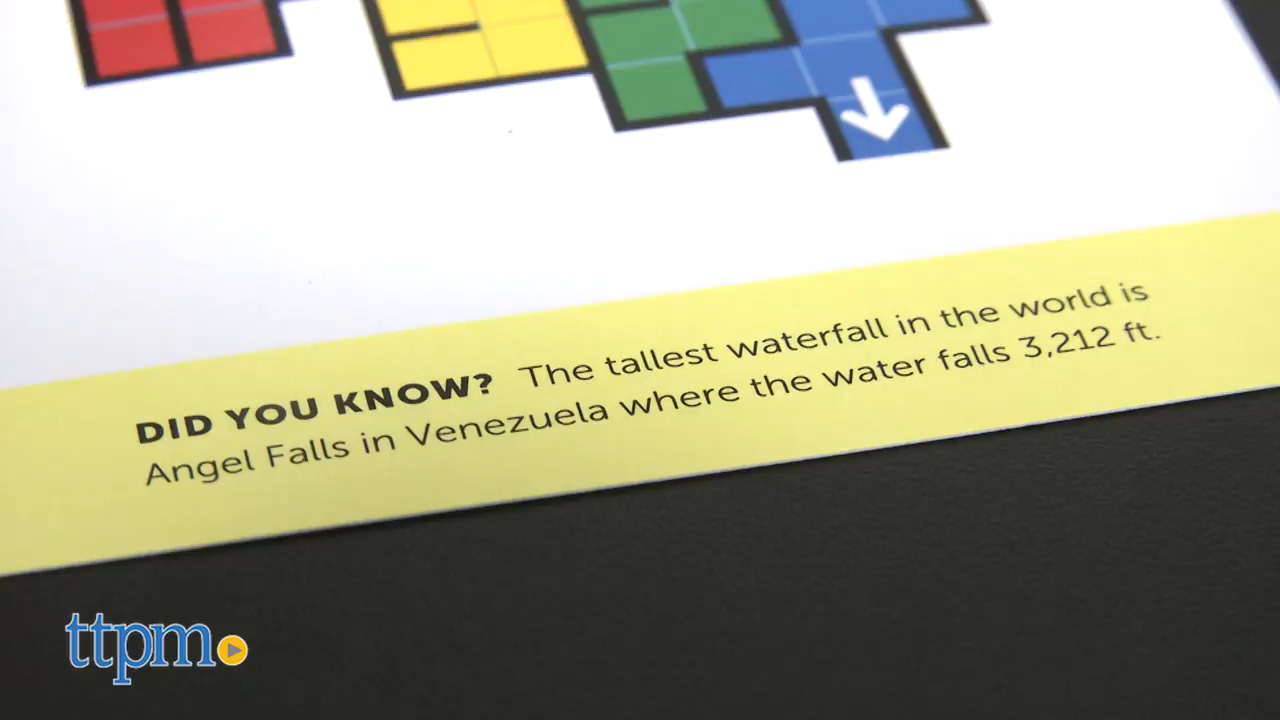 DID YOU KNOW? The tallest waterfall in the world is
Angel Falls in Venezuela where the water falls 3,212 ft.
ttpm